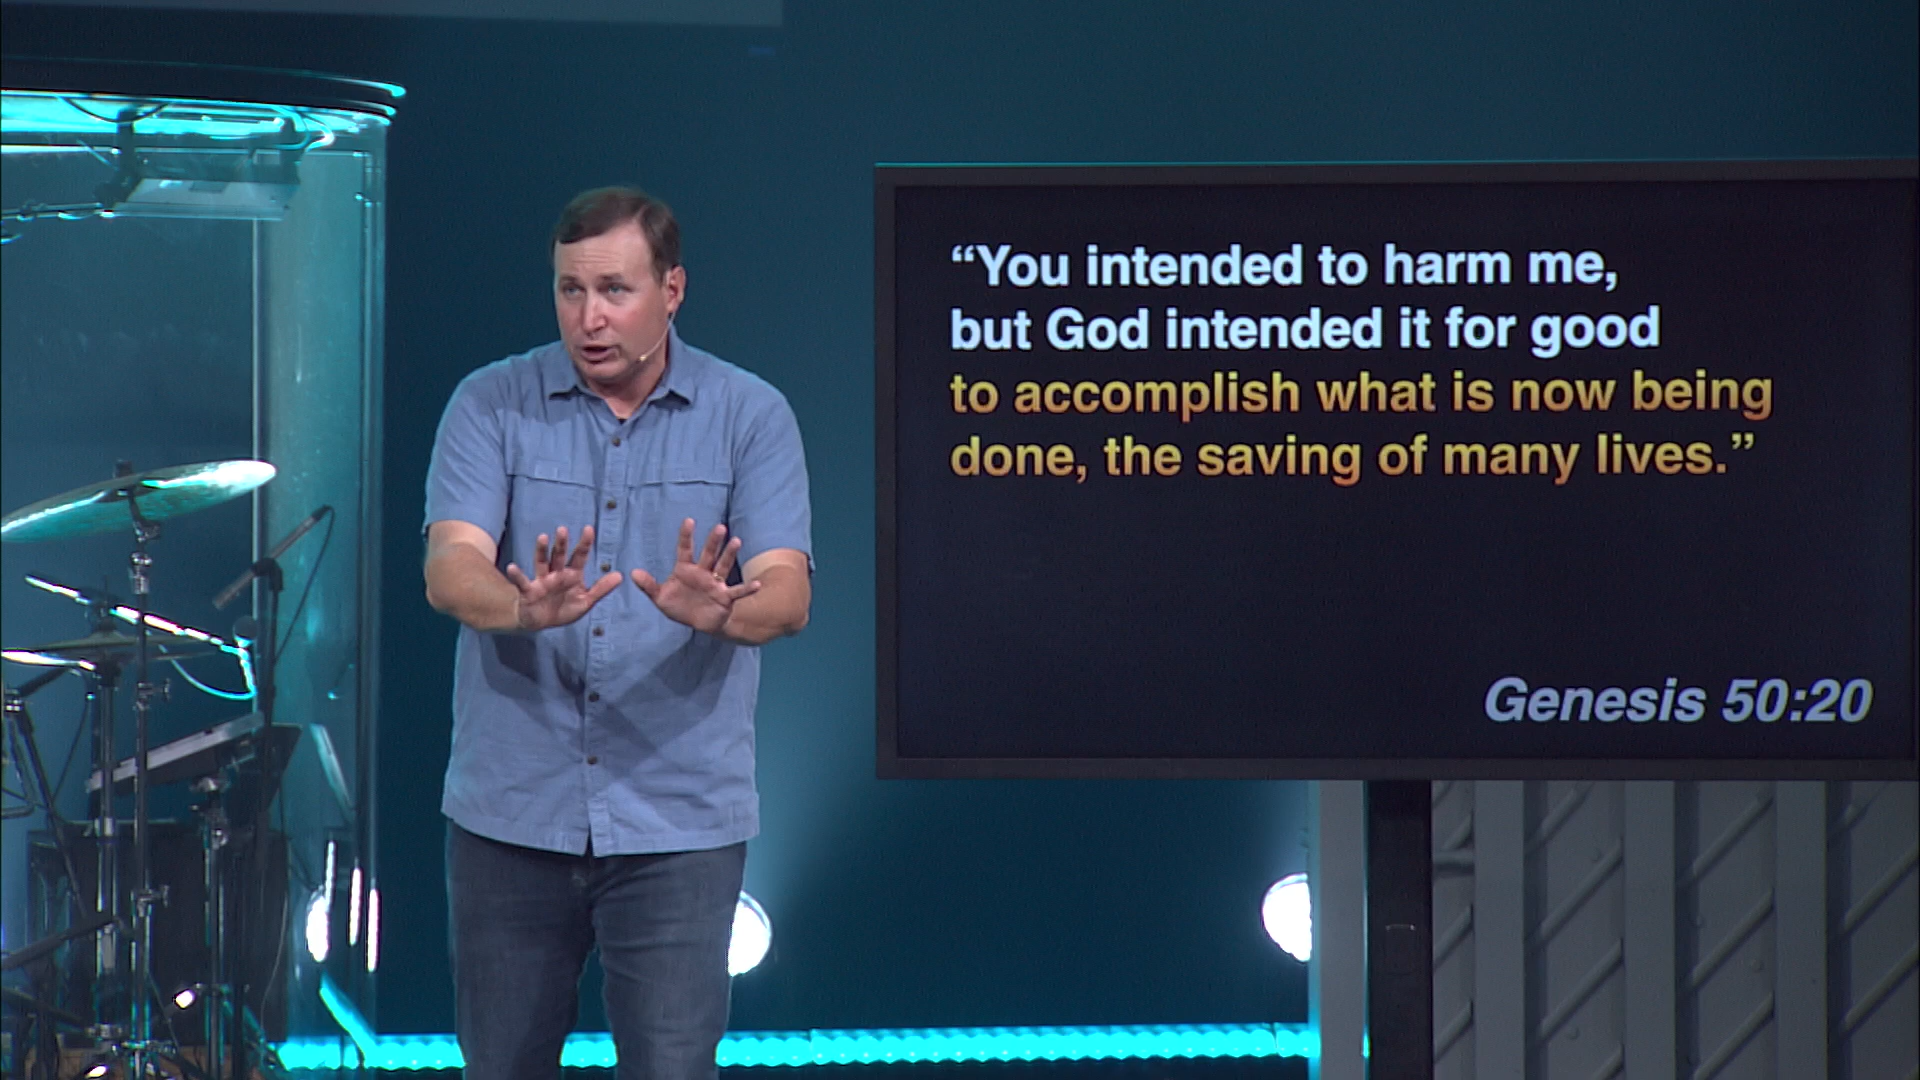 “You intended to harm me,
but God intended it for good
to accomplish what is now being
done, the saving of many lives.”
Genesis 50:20